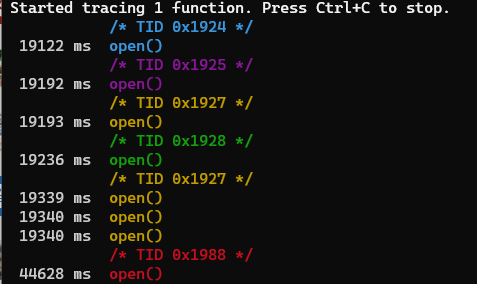 Started tracing 1 function. Press Ctrl+C to stop.
/* TID 0x1924 */
19122 ms open()
/* TID 0x1925 */
19192 ms open()
/* TID 0x1927 */
19193 ms open()
/* TID 0x1928 */
19236 ms open()
/* TID 0x1927 */
19339 ms open()
19340 ms open()
19340 ms open()
/* TID 0x1988 */
44628 ms open()